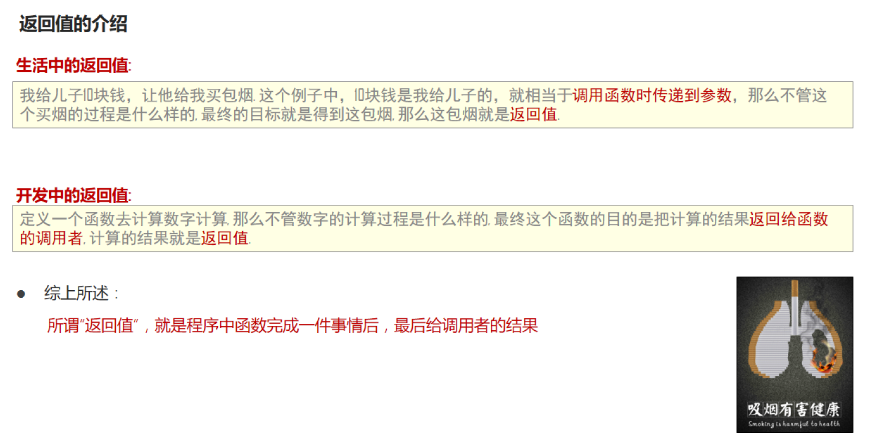 返回值的介绍
生活中的返回值:
我给儿子10块钱，让他给我买包烟.这个例子中，10块钱是我给儿子的，就相当于调用函数时传递到参数，那么不管这
个买烟的过程是什么样的.最终的目标就是得到这包烟.那么这包烟就是返回值.
开发中的返回值:
定义一个函数去计算数字计算.那么不管数字的计算过程是什么样的.最终这个函数的目的是把计算的结果返回给函数
的调用者.计算的结果就是返回值.
● 综上所述：
所谓“返回值”，就是程序中函数完成一件事情后，最后给调用者的结果
吸烟有害健康
Smoking is harmful to health